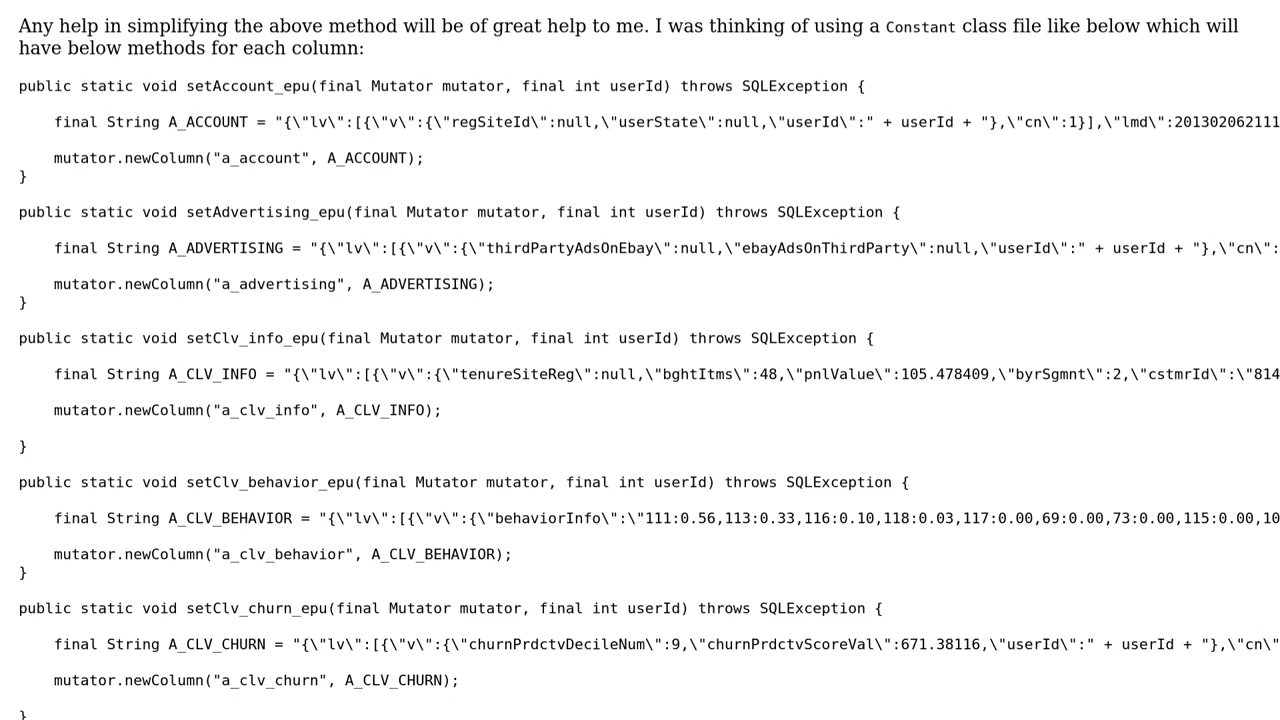 Any help in simplifying the above method will be of great help to me. I was thinking of using a Constant class file like below which will
have below methods for each column:
public static void setAccount_epu(final Mutator mutator, final int userId) throws SQLException {
    final String A_ACCOUNT = "{\"lv\":[{\"v\":{\"regSiteId\":null,\"userState\":null,\"userId\":" + userId + "},\"cn\":1}],\"lmd\":201302062111
    mutator.newColumn("a_account", A_ACCOUNT);
}
public static void setAdvertising_epu(final Mutator mutator, final int userId) throws SQLException {
    final String A_ADVERTISING = "{\"lv\":[{\"v\":{\"thirdPartyAdsOnEbay\":null,\"ebayAdsOnThirdParty\":null,\"userId\":" + userId + "},\"cn\":
    mutator.newColumn("a_advertising", A_ADVERTISING);
}
public static void setClv_info_epu(final Mutator mutator, final int userId) throws SQLException {
    final String A_CLV_INFO = "{\"lv\":[{\"v\":{\"tenureSiteReg\":null,\"bghtItms\":48,\"pnlValue\":105.478409,\"byrSgmnt\":2,\"cstmrId\":\"814
    mutator.newColumn("a_clv_info", A_CLV_INFO);
}
public static void setClv_behavior_epu(final Mutator mutator, final int userId) throws SQLException {
    final String A_CLV_BEHAVIOR = "{\"lv\":[{\"v\":{\"behaviorInfo\":\"111:0.56,113:0.33,116:0.10,118:0.03,117:0.00,69:0.00,73:0.00,115:0.00,10
    mutator.newColumn("a_clv_behavior", A_CLV_BEHAVIOR);
}
public static void setClv_churn_epu(final Mutator mutator, final int userId) throws SQLException {
    final String A_CLV_CHURN = "{\"lv\":[{\"v\":{\"churnPrdctvDecileNum\":9,\"churnPrdctvScoreVal\":671.38116,\"userId\":" + userId + "},\"cn\"
    mutator.newColumn("a_clv_churn", A_CLV_CHURN);
}